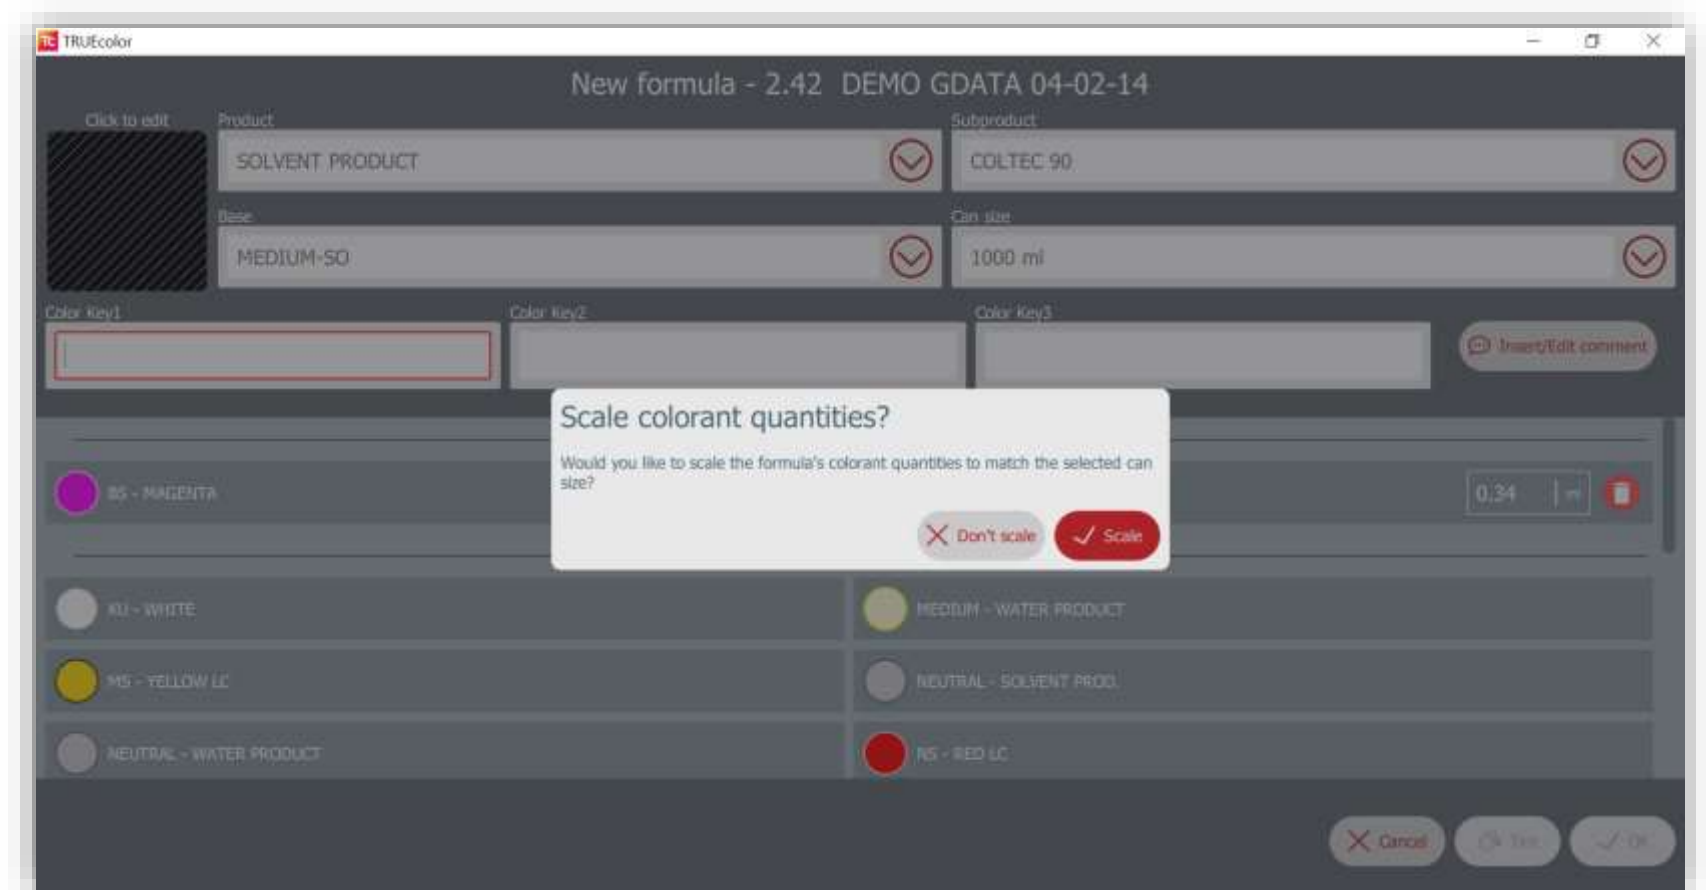 TC TRUEcolor
New formula - 2.42 DEMO GDATA 04-02-14
Click to edit
Product
Subproduct
SOLVENT PRODUCT
COLTEC 90
Base
Can size
MEDIUM-SO
1000 ml
Color Key1
Color Key2
Color Key3
Insert/Edit comment
Scale colorant quantities?
Would you like to scale the formula's colorant quantities to match the selected can
size?
Don't scale
Scale
BS - MAGENTA
0.34 ml
KU - WHITE
MEDIUM - WATER PRODUCT
MS - YELLOW LC
NEUTRAL - SOLVENT PROD.
NEUTRAL - WATER PRODUCT
NS - RED LC
Cancel
OK